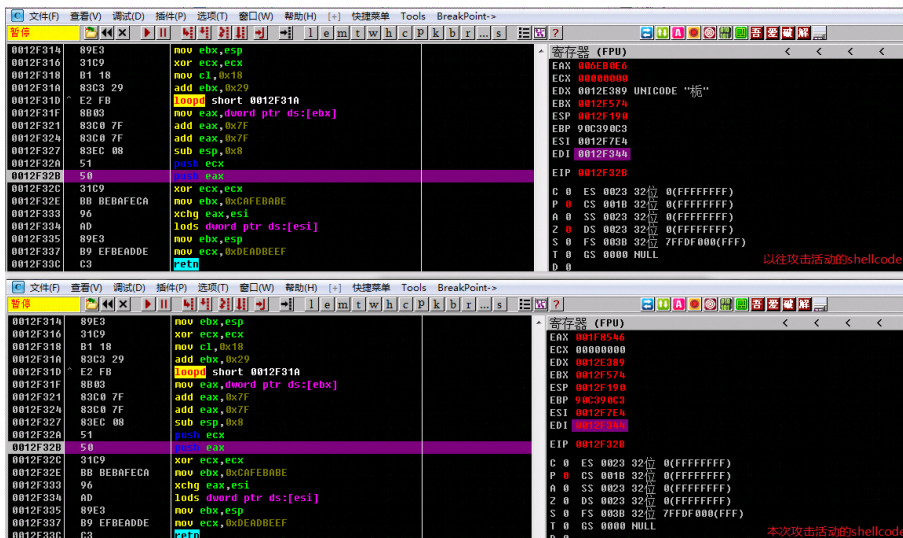 文件(F) 查看(V) 调试(D) 插件(P) 选项(T) 窗口(W) 帮助(H) [+] 快捷菜单 Tools BreakPoint->
暂停 l e m t w h c P k b r ... s ? 吾 爱 破 解
0012F314 89E3 mov ebx,esp
0012F316 31C9 xor ecx,ecx
0012F318 B1 18 mov cl,0x18
0012F31A 83C3 29 add ebx,0x29
0012F31D ^ E2 FB loopd short 0012F31A
0012F31F 8B03 mov eax,dword ptr ds:[ebx]
0012F321 83C0 7F add eax,0x7F
0012F324 83C0 7F add eax,0x7F
0012F327 83EC 08 sub esp,0x8
0012F32A 51 push ecx
0012F32B 50 push eax
0012F32C 31C9 xor ecx,ecx
0012F32E BB BEBAFECA mov ebx,0xCAFEBABE
0012F333 96 xchg eax,esi
0012F334 AD lods dword ptr ds:[esi]
0012F335 89E3 mov ebx,esp
0012F337 B9 EFBEADDE mov ecx,0xDEADBEEF
0012F33C C3 retn
寄存器 (FPU) < < < <
EAX 006EB0E6
ECX 00000000
EDX 0012E389 UNICODE "栀"
EBX 0012F574
ESP 0012F190
EBP 90C390C3
ESI 0012F7E4
EDI 0012F344
EIP 0012F32B
C 0 ES 0023 32位 0(FFFFFFFF)
P 0 CS 001B 32位 0(FFFFFFFF)
A 0 SS 0023 32位 0(FFFFFFFF)
Z 0 DS 0023 32位 0(FFFFFFFF)
S 0 FS 003B 32位 7FFDF000(FFF)
T 0 GS 0000 NULL
D 0
以往攻击活动的shellcode
文件(F) 查看(V) 调试(D) 插件(P) 选项(T) 窗口(W) 帮助(H) [+] 快捷菜单 Tools BreakPoint->
暂停 l e m t w h c P k b r ... s ? 吾 爱 破 解
0012F314 89E3 mov ebx,esp
0012F316 31C9 xor ecx,ecx
0012F318 B1 18 mov cl,0x18
0012F31A 83C3 29 add ebx,0x29
0012F31D ^ E2 FB loopd short 0012F31A
0012F31F 8B03 mov eax,dword ptr ds:[ebx]
0012F321 83C0 7F add eax,0x7F
0012F324 83C0 7F add eax,0x7F
0012F327 83EC 08 sub esp,0x8
0012F32A 51 push ecx
0012F32B 50 push eax
0012F32C 31C9 xor ecx,ecx
0012F32E BB BEBAFECA mov ebx,0xCAFEBABE
0012F333 96 xchg eax,esi
0012F334 AD lods dword ptr ds:[esi]
0012F335 89E3 mov ebx,esp
0012F337 B9 EFBEADDE mov ecx,0xDEADBEEF
0012F33C C3 retn
寄存器 (FPU) < < < <
EAX 001F8546
ECX 00000000
EDX 0012E389
EBX 0012F574
ESP 0012F190
EBP 90C390C3
ESI 0012F7E4
EDI 0012F344
EIP 0012F32B
C 0 ES 0023 32位 0(FFFFFFFF)
P 0 CS 001B 32位 0(FFFFFFFF)
A 0 SS 0023 32位 0(FFFFFFFF)
Z 0 DS 0023 32位 0(FFFFFFFF)
S 0 FS 003B 32位 7FFDF000(FFF)
T 0 GS 0000 NULL
D 0
本次攻击活动的shellcode